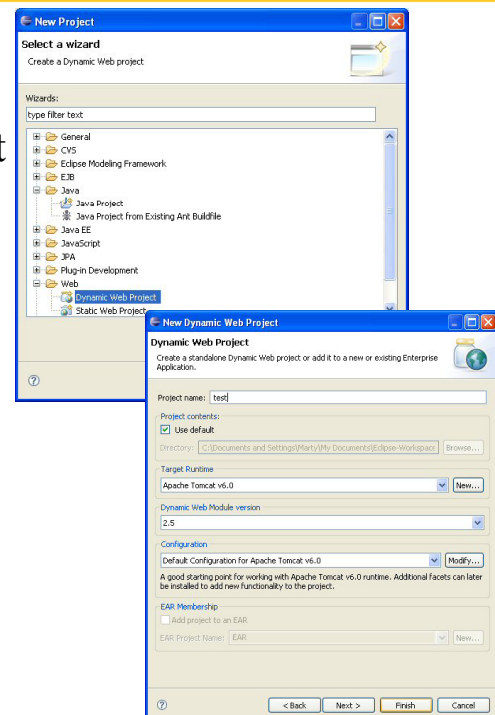 New Project
Select a wizard
Create a Dynamic Web project
Wizards:
type filter text
General
CVS
Eclipse Modeling Framework
EJB
Java
Java Project
Java Project from Existing Ant Buildfile
Java EE
JavaScript
JPA
Plug-in Development
Web
Dynamic Web Project
Static Web Project
t
New Dynamic Web Project
Dynamic Web Project
Create a standalone Dynamic Web project or add it to a new or existing Enterprise
Application.
Project name: test
Project contents:
Use default
Directory: C:\Documents and Settings\Marty\My Documents\Eclipse-Workspace Browse...
Target Runtime
Apache Tomcat v6.0 New...
Dynamic Web Module version
2.5
Configuration
Default Configuration for Apache Tomcat v6.0 Modify...
A good starting point for working with Apache Tomcat v6.0 runtime. Additional facets can later
be installed to add new functionality to the project.
EAR Membership
Add project to an EAR
EAR Project Name: EAR New...
< Back Next > Finish Cancel